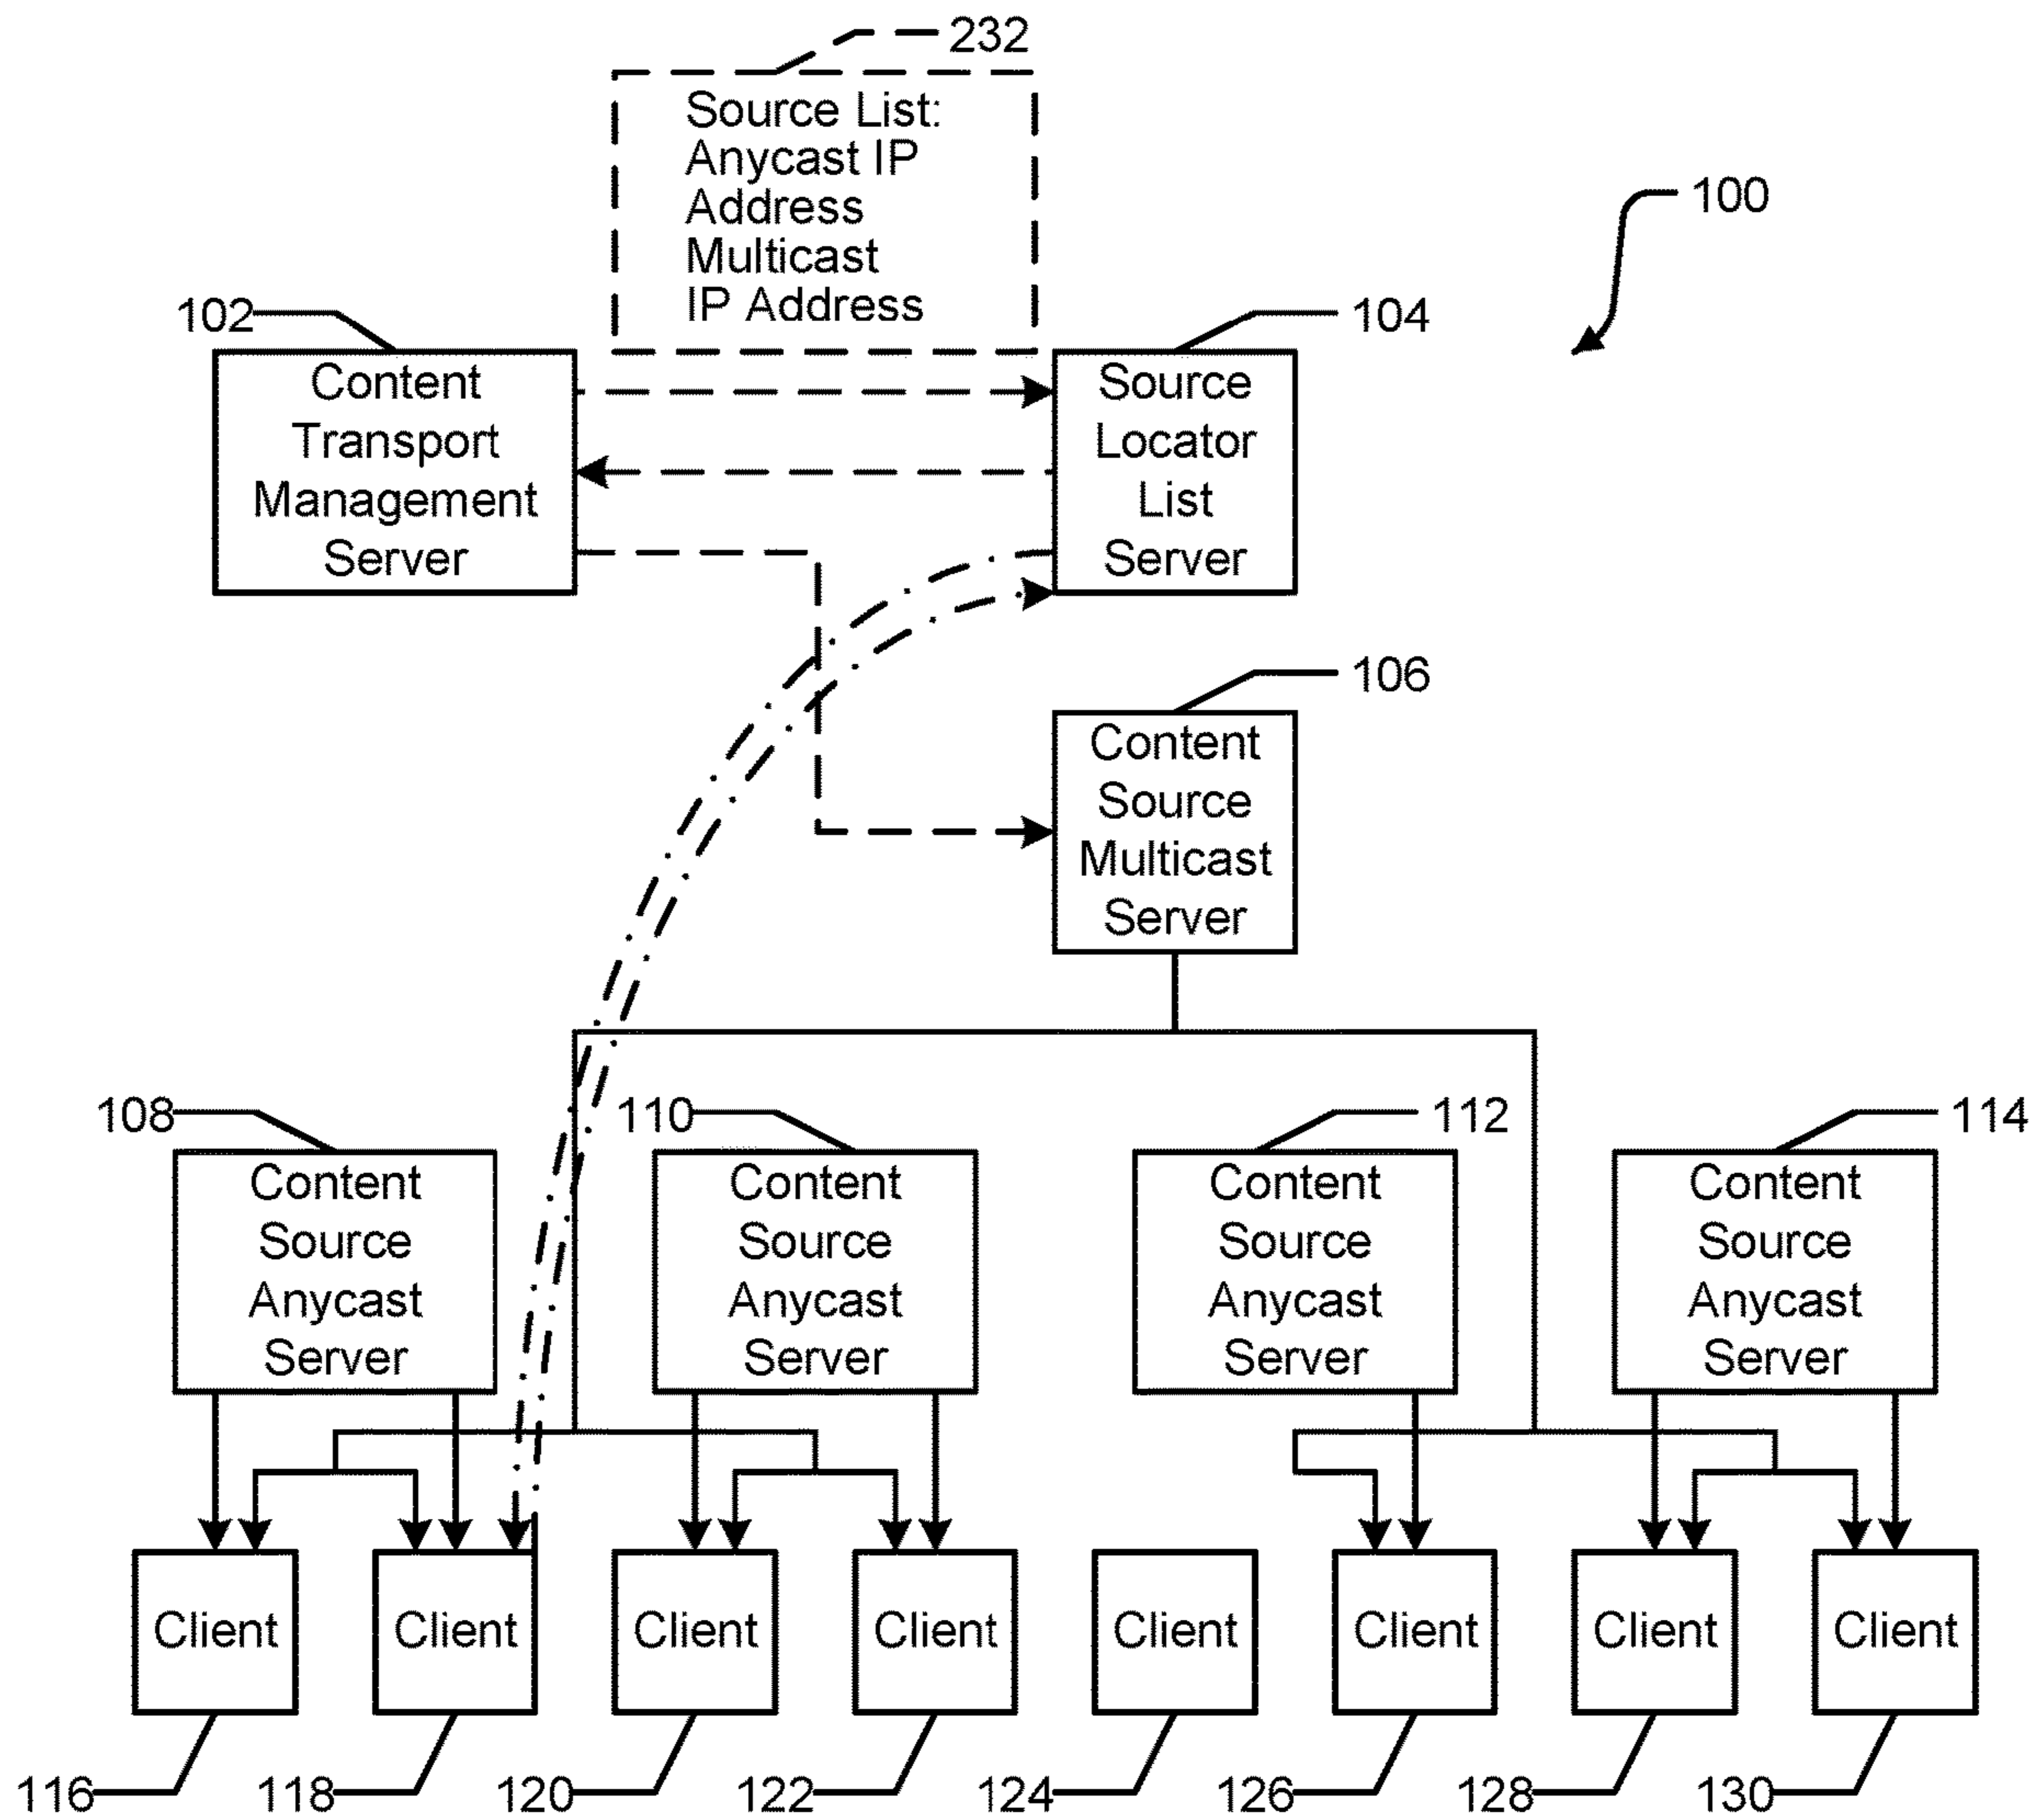 232
Source List:
Anycast IP
Address
Multicast
IP Address
100
102
104
Content
Transport
Management
Server
Source
Locator
List
Server
106
Content
Source
Multicast
Server
108
110
112
114
Content
Source
Anycast
Server
Content
Source
Anycast
Server
Content
Source
Anycast
Server
Content
Source
Anycast
Server
Client
Client
Client
Client
Client
Client
Client
Client
116
118
120
122
124
126
128
130